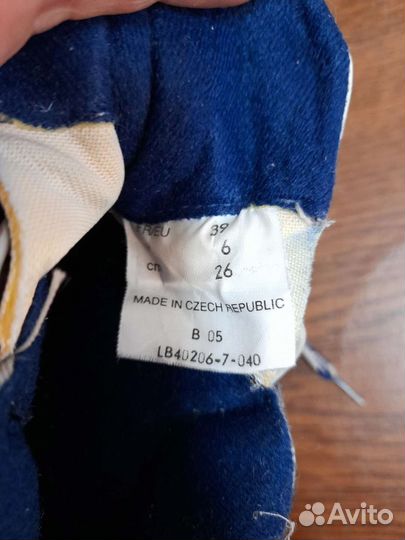 R/EU 39
6
cm 26
MADE IN CZECH REPUBLIC
B 05
LB40206-7-040
Avito